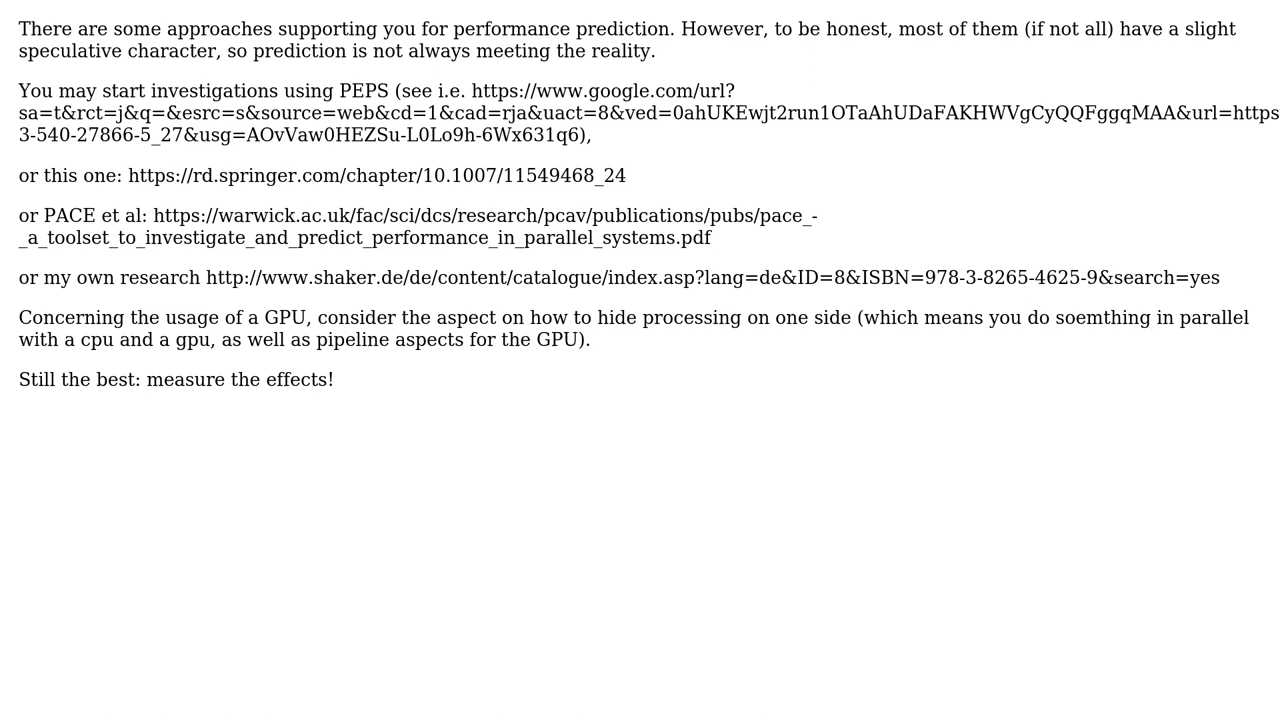 There are some approaches supporting you for performance prediction. However, to be honest, most of them (if not all) have a slight
speculative character, so prediction is not always meeting the reality.
You may start investigations using PEPS (see i.e. https://www.google.com/url?
sa=t&rct=j&q=&esrc=s&source=web&cd=1&cad=rja&uact=8&ved=0ahUKEwjt2run1OTaAhUDaFAKHWVgCyQQFggqMAA&url=https
3-540-27866-5_27&usg=AOvVaw0HEZSu-L0Lo9h-6Wx631q6),
or this one: https://rd.springer.com/chapter/10.1007/11549468_24
or PACE et al: https://warwick.ac.uk/fac/sci/dcs/research/pcav/publications/pubs/pace_-
_a_toolset_to_investigate_and_predict_performance_in_parallel_systems.pdf
or my own research http://www.shaker.de/de/content/catalogue/index.asp?lang=de&ID=8&ISBN=978-3-8265-4625-9&search=yes
Concerning the usage of a GPU, consider the aspect on how to hide processing on one side (which means you do soemthing in parallel
with a cpu and a gpu, as well as pipeline aspects for the GPU).
Still the best: measure the effects!